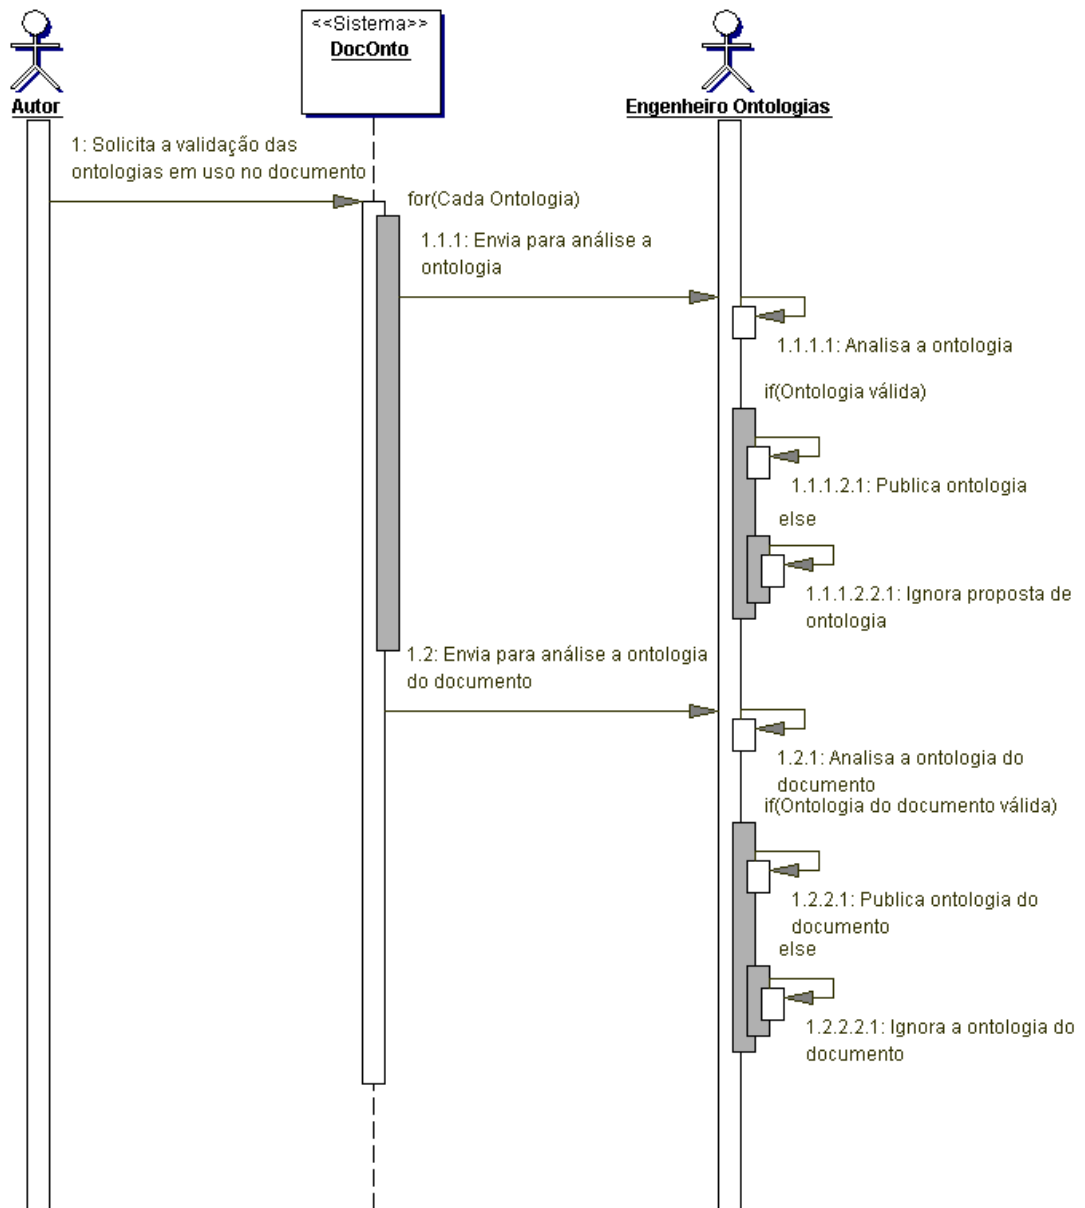 <<Sistema>>
DocOnto
Autor
Engenheiro Ontologias
1: Solicita a validação das
ontologias em uso no documento
for(Cada Ontologia)
1.1.1: Envia para análise a
ontologia
1.1.1.1: Analisa a ontologia
if(Ontologia válida)
1.1.1.2.1: Publica ontologia
else
1.1.1.2.2.1: Ignora proposta de
ontologia
1.2: Envia para análise a ontologia
do documento
1.2.1: Analisa a ontologia do
documento
if(Ontologia do documento válida)
1.2.2.1: Publica ontologia do
documento
else
1.2.2.2.1: Ignora a ontologia do
documento